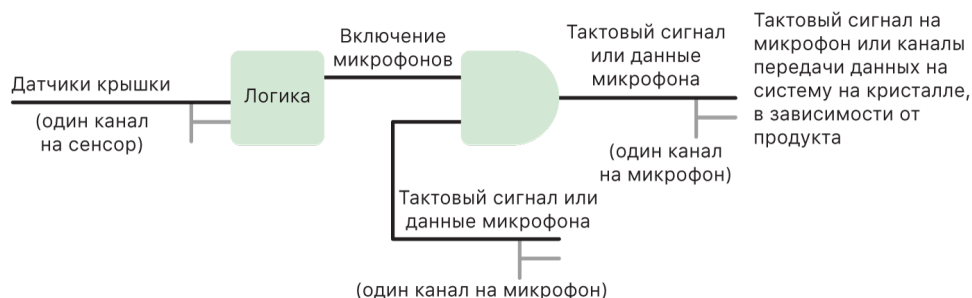 Датчики крышки
(один канал
на сенсор)
Логика
Включение
микрофонов
Тактовый сигнал
или данные
микрофона
(один канал
на микрофон)
Тактовый сигнал или
данные микрофона
(один канал на микрофон)
Тактовый сигнал на
микрофон или каналы
передачи данных на
систему на кристалле,
в зависимости от
продукта